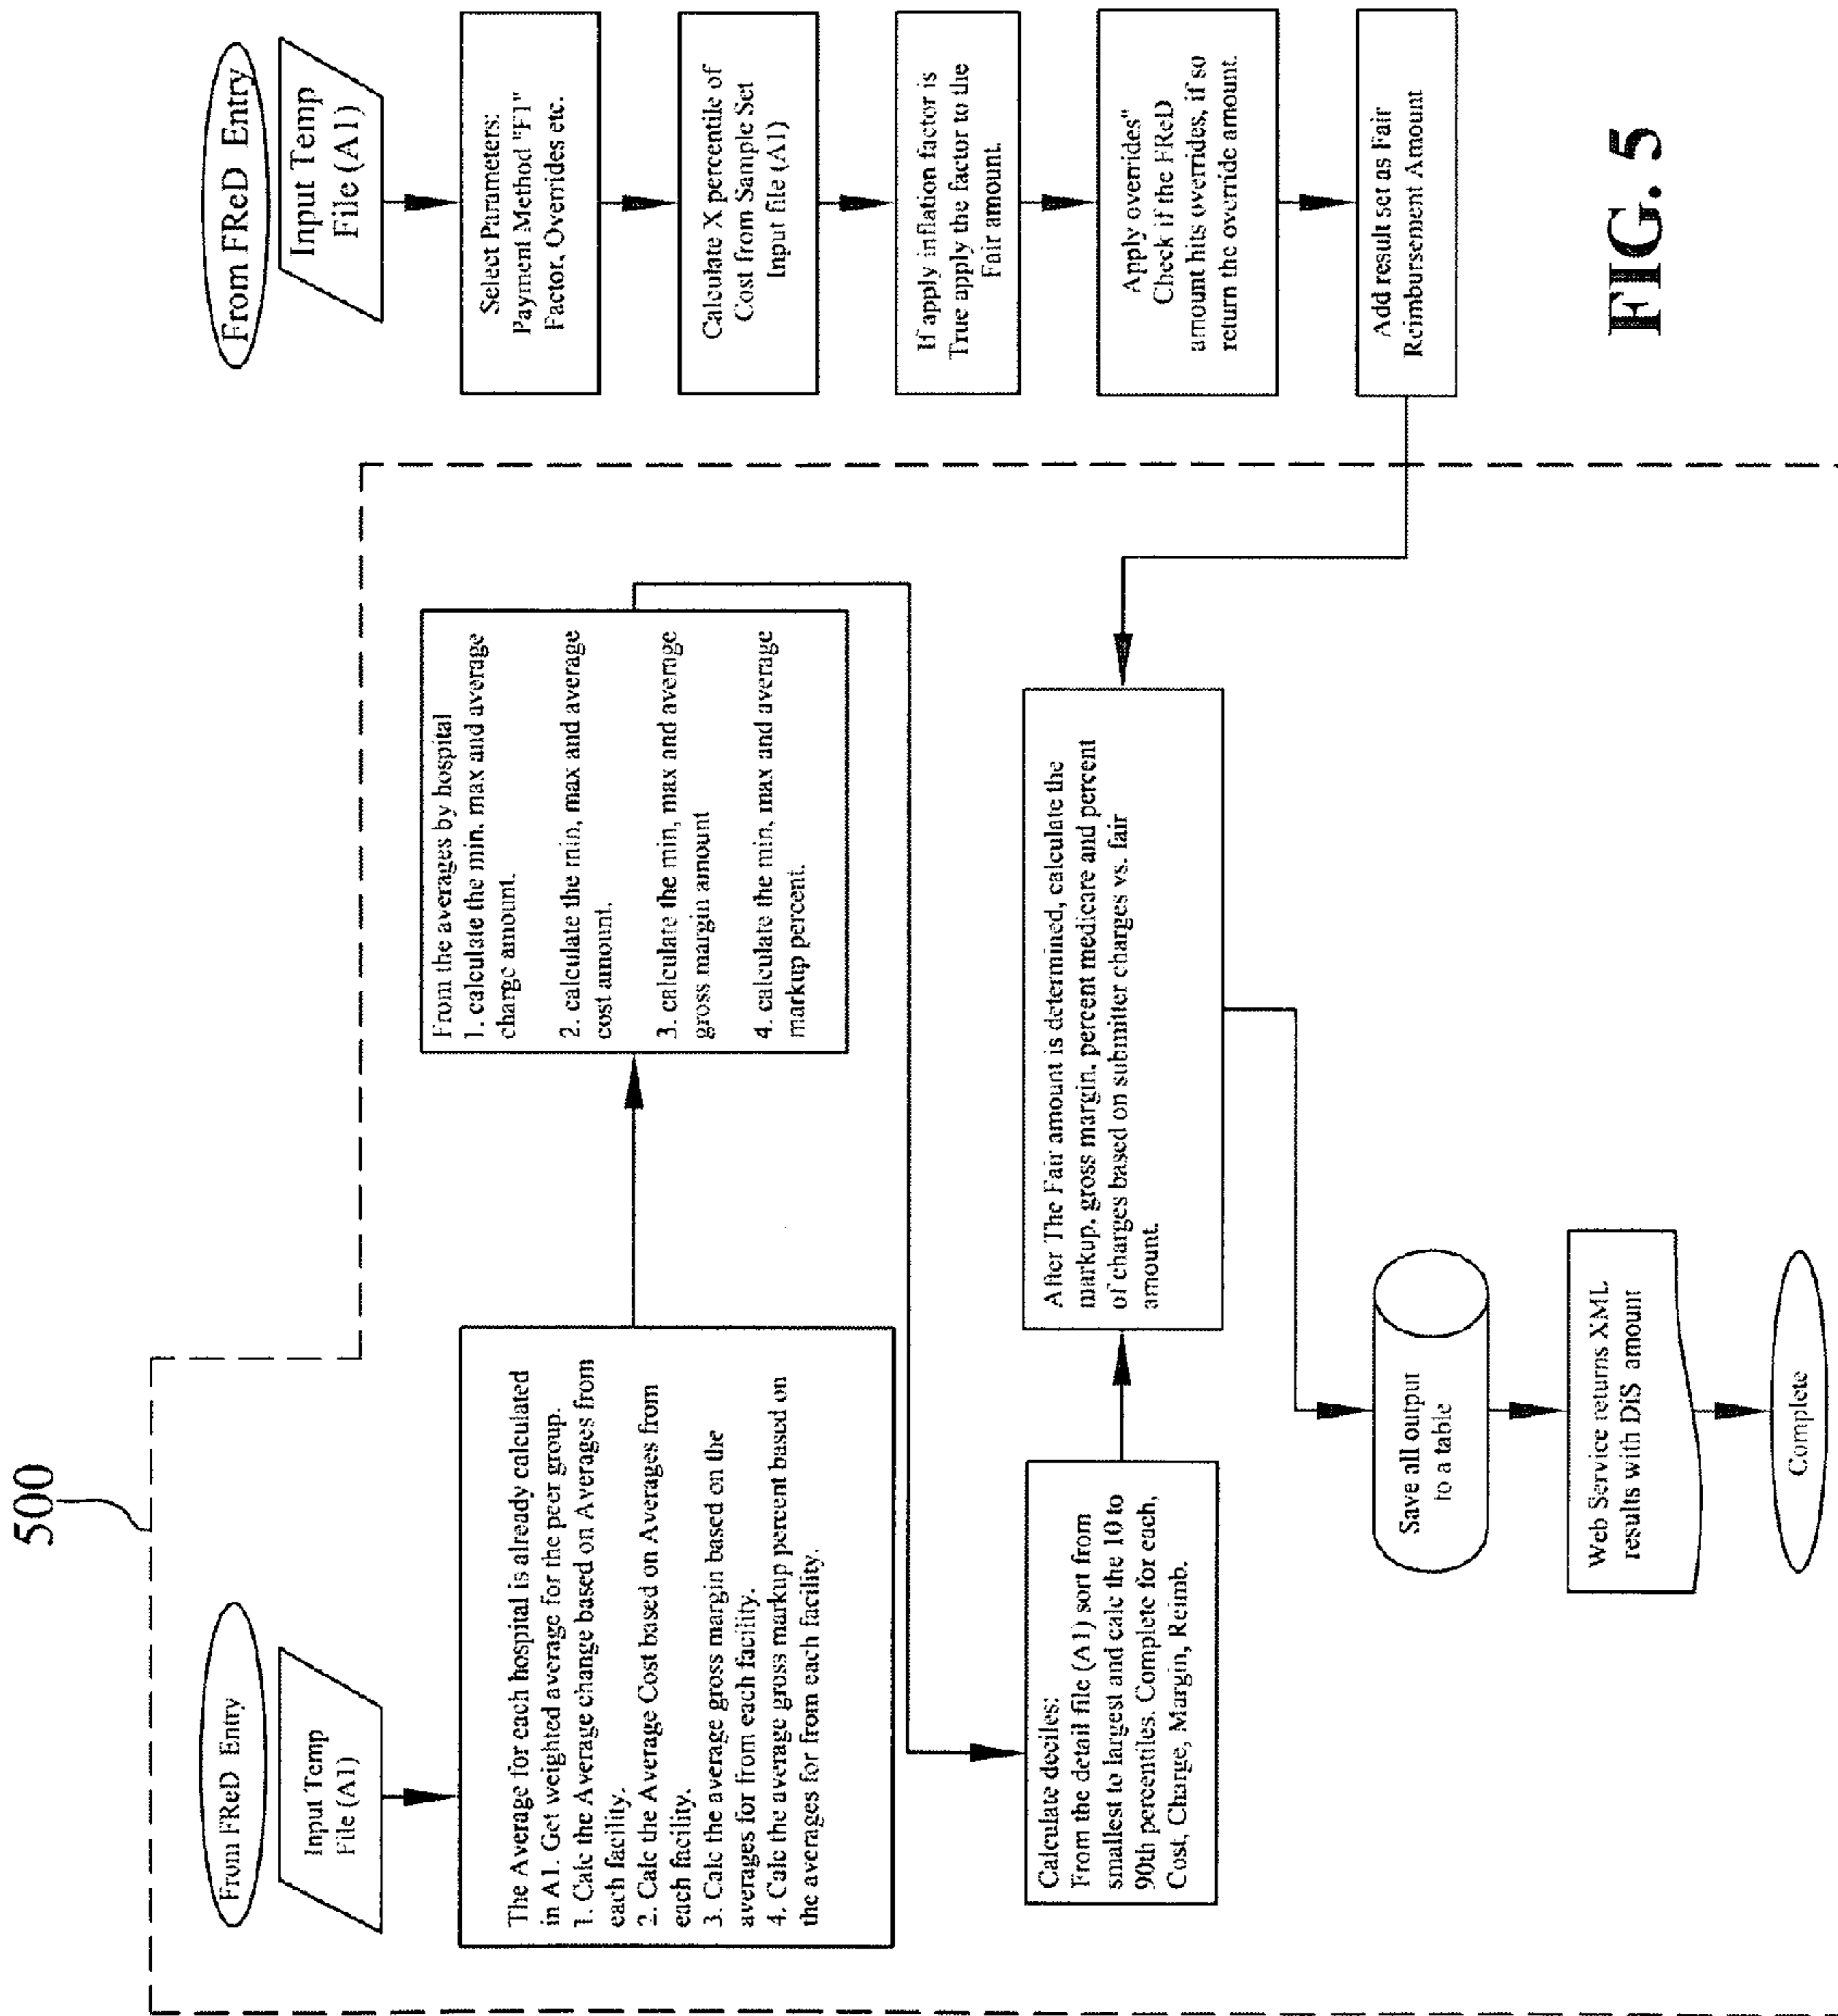 500
From FReD Entry
Input Temp
File (A1)
The Average for each hospital is already calculated
in A1. Get weighted average for the peer group.
1. Calc the Average change based on Averages from
each facility.
2. Calc the Average Cost based on Averages from
each facility.
3. Calc the average gross margin based on the
averages for from each facility.
4. Calc the average gross markup percent based on
the averages for from each facility.
From the averages by hospital
1. calculate the min. max and average
charge amount.
2. calculate the min, max and average
cost amount.
3. calculate the min, max and average
gross margin amount
4. calculate the min, max and average
markup percent.
Calculate deciles:
From the detail file (A1) sort from
smallest to largest and calc the 10 to
90th percentiles. Complete for each,
Cost, Charge, Margin, Reimb.
After The Fair amount is determined, calculate the
markup, gross margin, percent medicare and percent
of charges based on submitter charges vs. fair
amount.
Save all output
to a table
Web Service returns XML
results with DiS amount
Complete
From FReD Entry
Input Temp
File (A1)
Select Parameters:
Payment Method "F1"
Factor, Overrides etc.
Calculate X percentile of
Cost from Sample Set
Input file (A1)
If apply inflation factor is
True apply the factor to the
Fair amount.
Apply overrides"
Check if the FReD
amount hits overrides, if so
return the override amount.
Add result set as Fair
Reimbursement Amount
FIG. 5